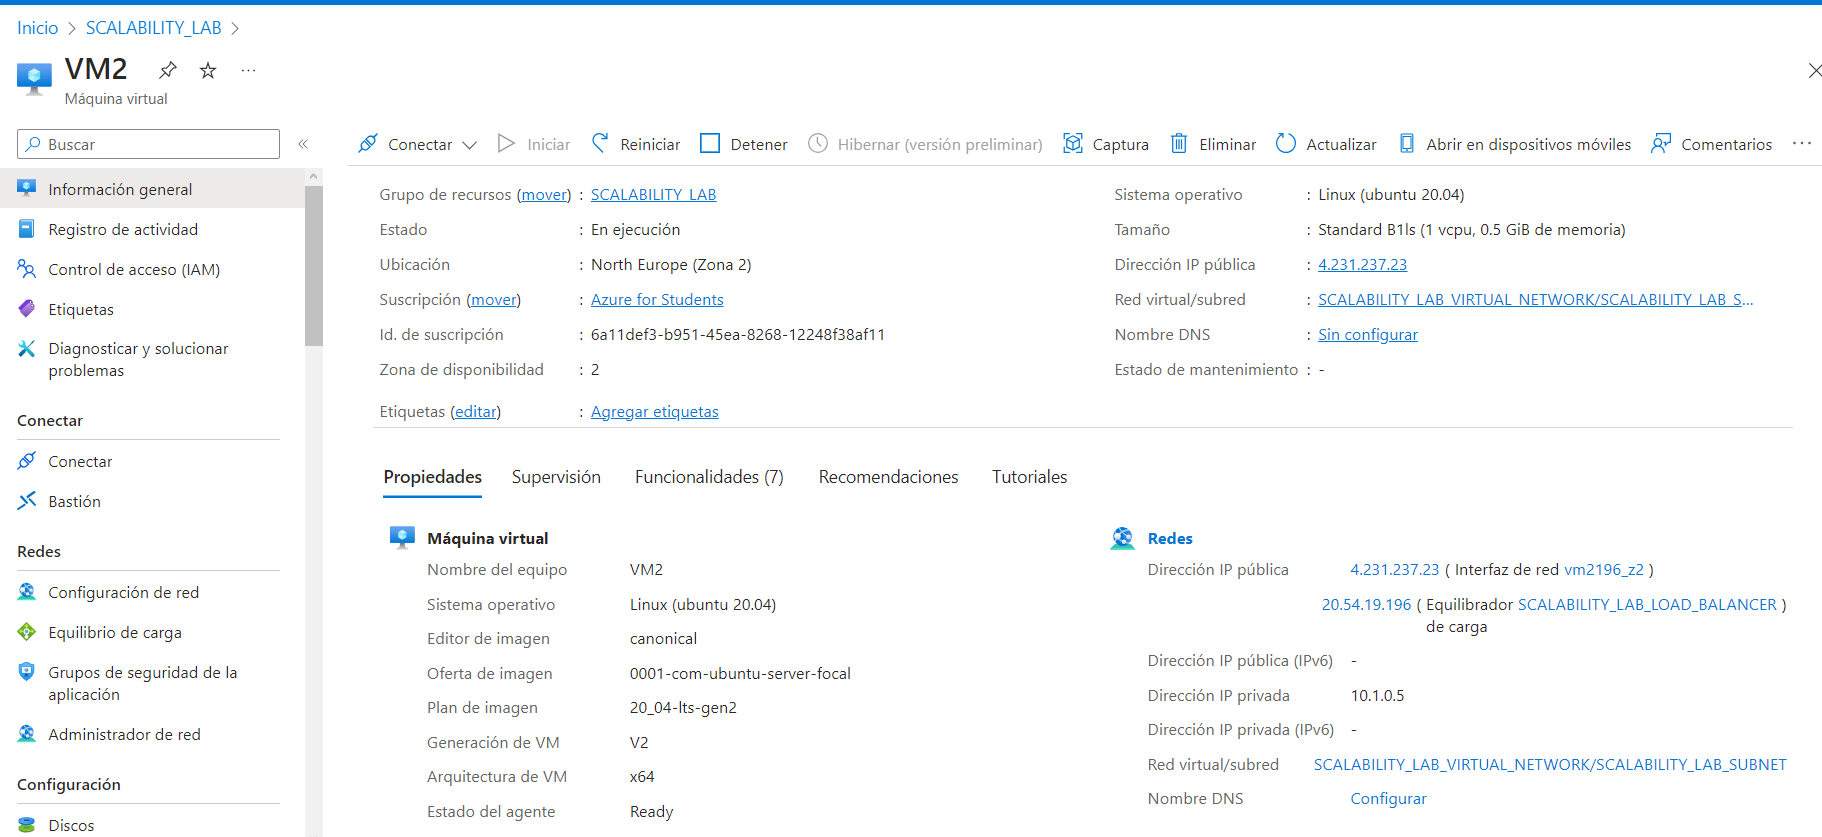 Inicio > SCALABILITY_LAB >
VM2
Máquina virtual
Buscar
Información general
Registro de actividad
Control de acceso (IAM)
Etiquetas
Diagnosticar y solucionar
problemas
Conectar
Conectar
Bastión
Redes
Configuración de red
Equilibrio de carga
Grupos de seguridad de la
aplicación
Administrador de red
Configuración
Discos
Conectar Iniciar Reiniciar Detener Hibernar (versión preliminar) Captura Eliminar Actualizar Abrir en dispositivos móviles Comentarios ...
Grupo de recursos (mover) : SCALABILITY_LAB
Estado : En ejecución
Ubicación : North Europe (Zona 2)
Suscripción (mover) : Azure for Students
Id. de suscripción : 6a11def3-b951-45ea-8268-12248f38af11
Zona de disponibilidad : 2
Sistema operativo : Linux (ubuntu 20.04)
Tamaño : Standard B1ls (1 vcpu, 0.5 GiB de memoria)
Dirección IP pública : 4.231.237.23
Red virtual/subred : SCALABILITY_LAB_VIRTUAL_NETWORK/SCALABILITY_LAB_S...
Nombre DNS : Sin configurar
Estado de mantenimiento : -
Etiquetas (editar) : Agregar etiquetas
Propiedades Supervisión Funcionalidades (7) Recomendaciones Tutoriales
Máquina virtual
Nombre del equipo VM2
Sistema operativo Linux (ubuntu 20.04)
Editor de imagen canonical
Oferta de imagen 0001-com-ubuntu-server-focal
Plan de imagen 20_04-lts-gen2
Generación de VM V2
Arquitectura de VM x64
Estado del agente Ready
Redes
Dirección IP pública 4.231.237.23 ( Interfaz de red vm2196_z2 )
20.54.19.196 ( Equilibrador SCALABILITY_LAB_LOAD_BALANCER )
de carga
Dirección IP pública (IPv6) -
Dirección IP privada 10.1.0.5
Dirección IP privada (IPv6) -
Red virtual/subred SCALABILITY_LAB_VIRTUAL_NETWORK/SCALABILITY_LAB_SUBNET
Nombre DNS Configurar